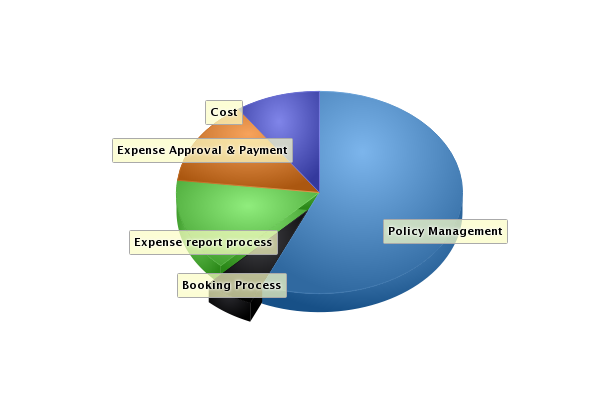 Cost
Expense Approval & Payment
Policy Management
Expense report process
Booking Process